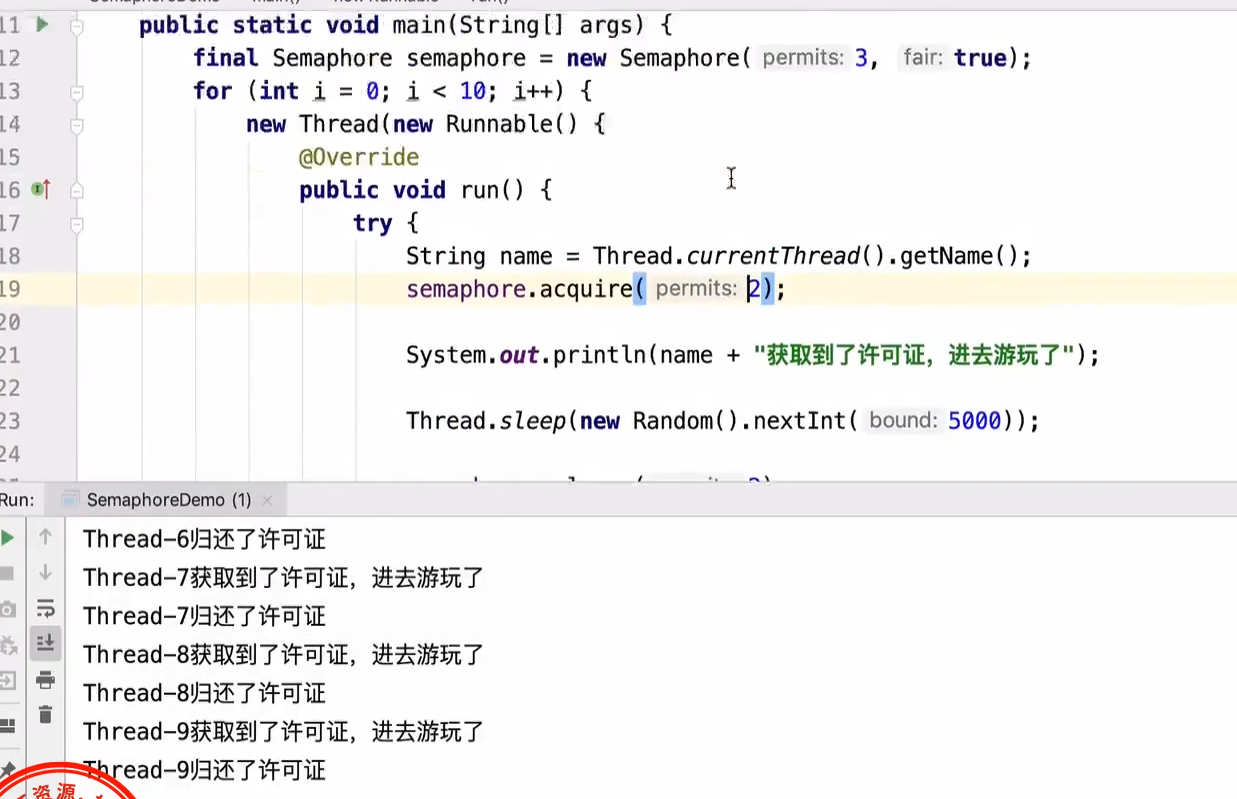 11 public static void main(String[] args) {
12 final Semaphore semaphore = new Semaphore( permits: 3, fair: true);
13 for (int i = 0; i < 10; i++) {
14 new Thread(new Runnable() {
15 @Override
16 public void run() {
17 try {
18 String name = Thread.currentThread().getName();
19 semaphore.acquire( permits: 2);
20
21 System.out.println(name + "获取到了许可证，进去游玩了");
22
23 Thread.sleep(new Random().nextInt( bound: 5000));
24
Run: SemaphoreDemo (1)
Thread-6归还了许可证
Thread-7获取到了许可证，进去游玩了
Thread-7归还了许可证
Thread-8获取到了许可证，进去游玩了
Thread-8归还了许可证
Thread-9获取到了许可证，进去游玩了
Thread-9归还了许可证
资源